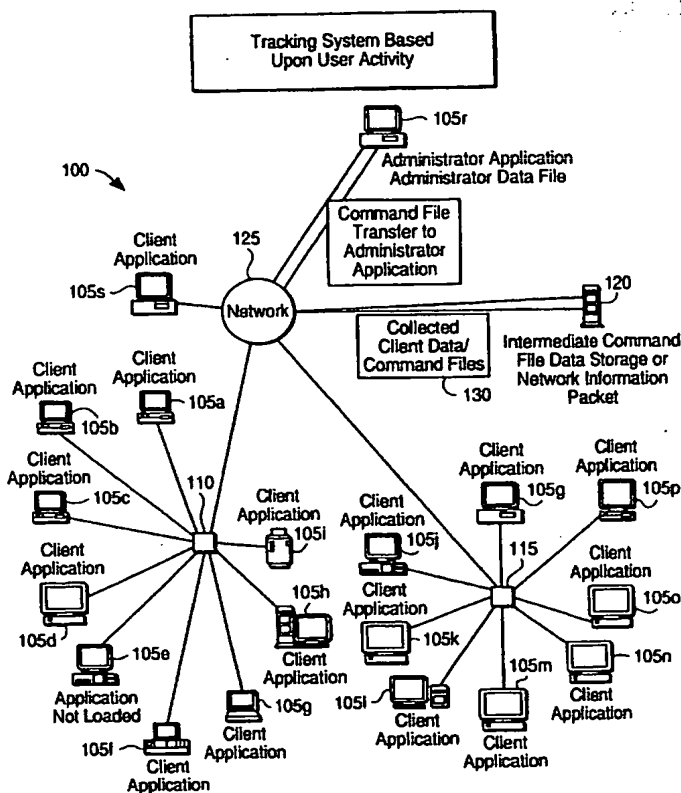 Tracking System Based
Upon User Activity
105r
Administrator Application
Administrator Data File
100
Command File
Transfer to
Administrator
Application
125
Client
Application
105s
Network
120
Collected
Client Data/
Command Files
130
Intermediate Command
File Data Storage or
Network Information
Packet
Client
Application
105a
Client
Application
105b
Client
Application
105c
110
Client
Application
105i
Client
Application
105d
105h
Client
Application
105e
Application
Not Loaded
105g
Client
Application
105f
Client
Application
Client
Application
105g
Client
Application
105p
Client
Application
105j
115
Client
Application
105k
Client
Application
105o
105l
Client
Application
105m
Client
Application
105n
Client
Application